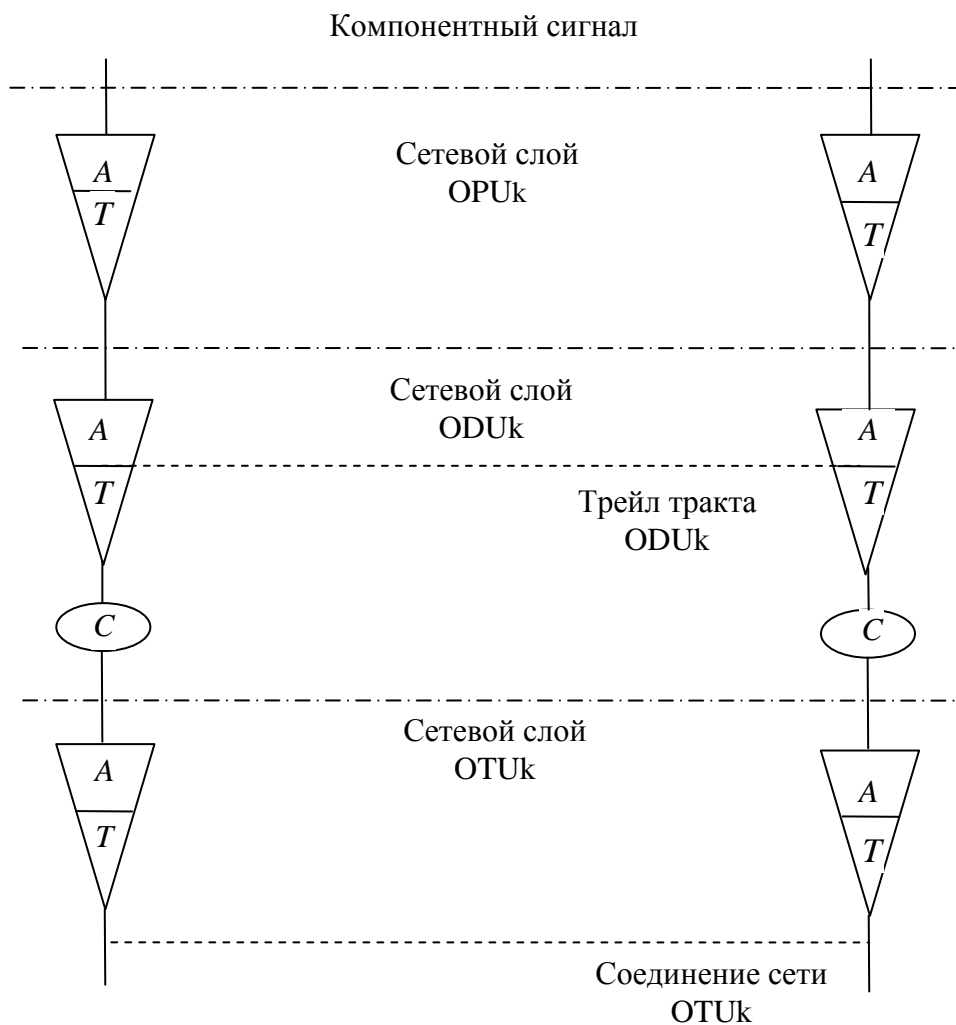 Компонентный сигнал
A
Сетевой слой
A
OPUk
T
T
Сетевой слой
ODUk
A
A
T
T
Трейл тракта
ODUk
C
C
Сетевой слой
OTUk
A
A
T
T
Соединение сети
OTUk